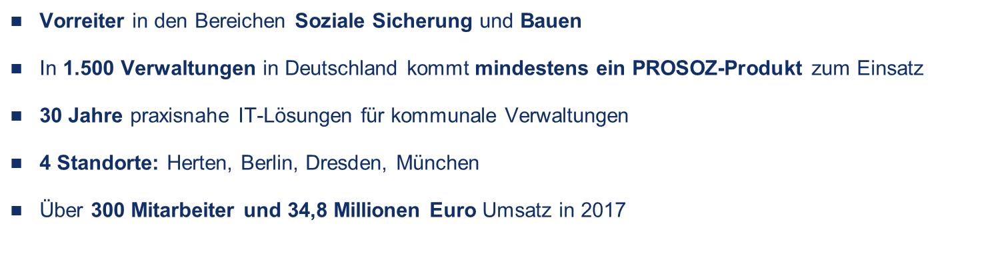 ■ Vorreiter in den Bereichen Soziale Sicherung und Bauen
■ In 1.500 Verwaltungen in Deutschland kommt mindestens ein PROSOZ-Produkt zum Einsatz
■ 30 Jahre praxisnahe IT-Lösungen für kommunale Verwaltungen
■ 4 Standorte: Herten, Berlin, Dresden, München
■ Über 300 Mitarbeiter und 34,8 Millionen Euro Umsatz in 2017